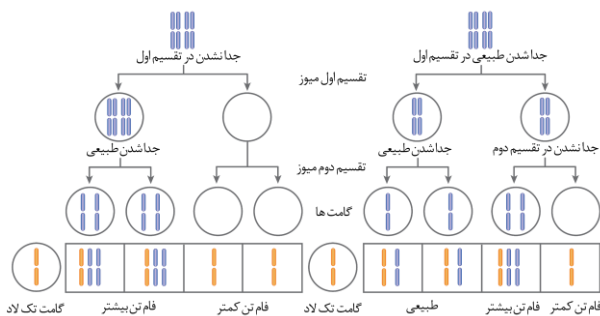 جدا شدن طبیعی در تقسیم اول
جدا نشدن در تقسیم اول
تقسیم اول میوز
جدا نشدن در تقسیم دوم
جدا شدن طبیعی
جدا شدن طبیعی
تقسیم دوم میوز
گامت ها
فام تن کمتر
فام تن بیشتر
طبیعی
گامت تک لاد
فام تن کمتر
فام تن بیشتر
گامت تک لاد